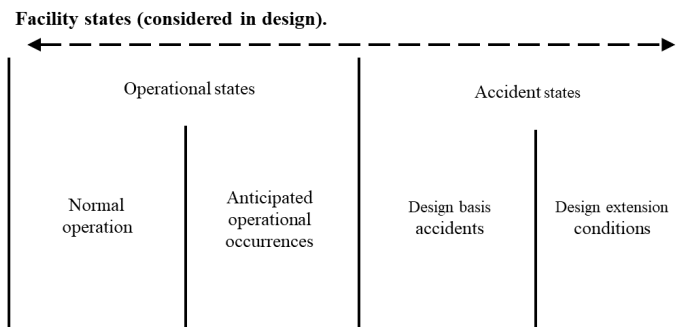 Facility states (considered in design).
Operational states
Accident states
Normal
operation
Anticipated
operational
occurrences
Design basis
accidents
Design extension
conditions